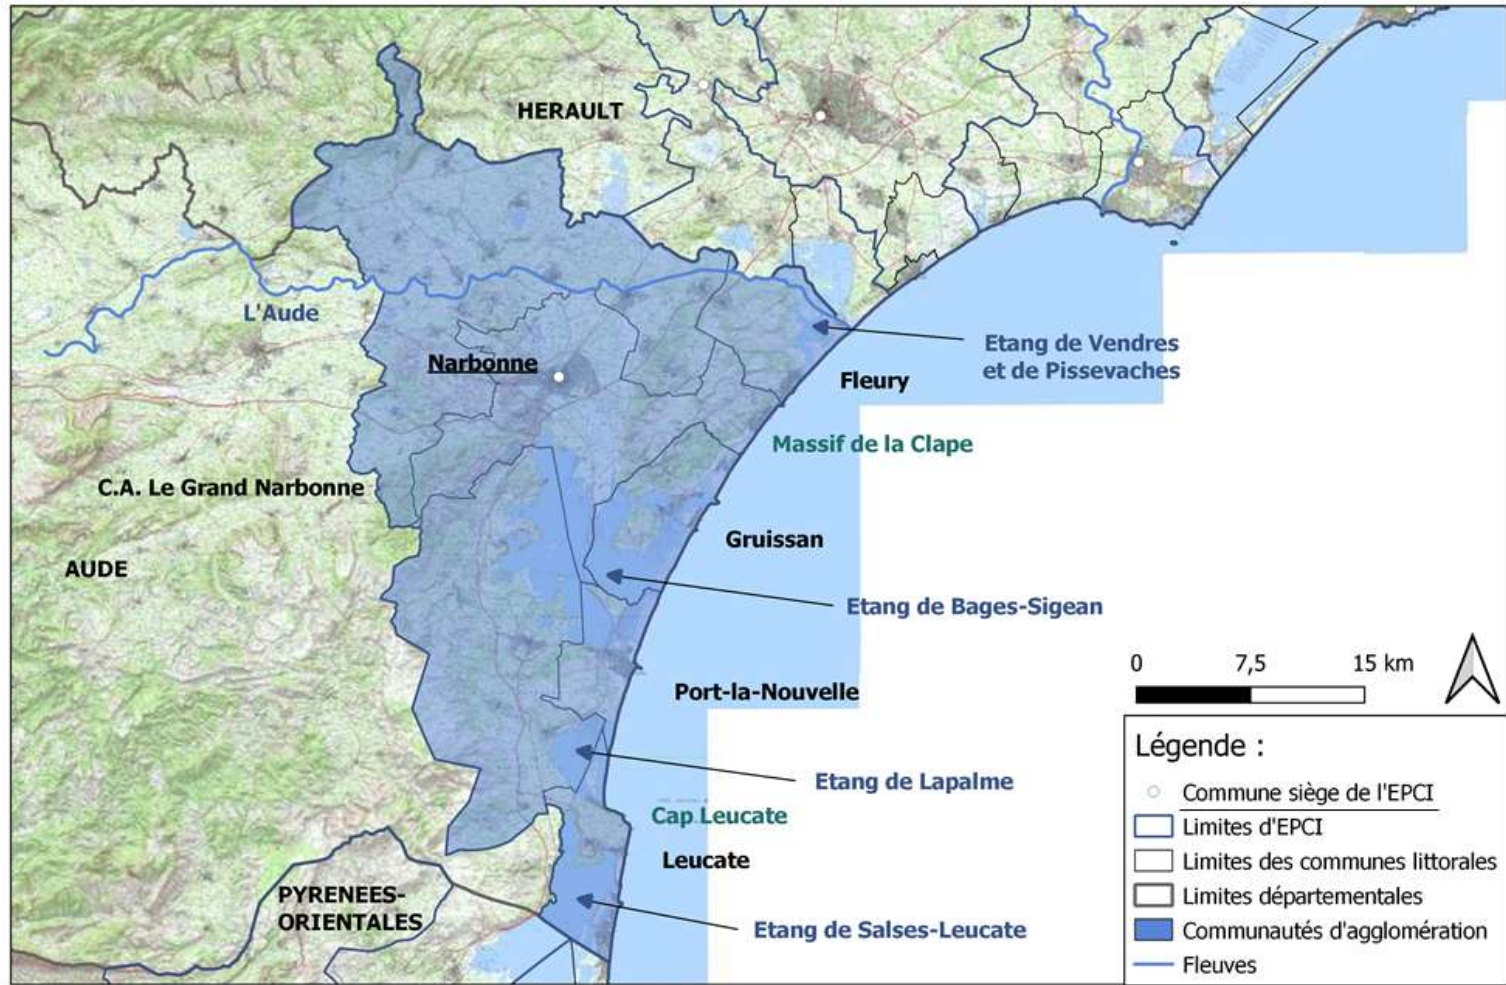 HERAULT
L'Aude
Narbonne
Etang de Vendres
et de Pissevaches
Fleury
Massif de la Clape
C.A. Le Grand Narbonne
Gruissan
AUDE
Etang de Bages-Sigean
0 7,5 15 km
Port-la-Nouvelle
Etang de Lapalme
Cap Leucate
Leucate
PYRENEES-
ORIENTALES
Etang de Salses-Leucate
Légende :
Commune siège de l'EPCI
Limites d'EPCI
Limites des communes littorales
Limites départementales
Communautés d'agglomération
Fleuves